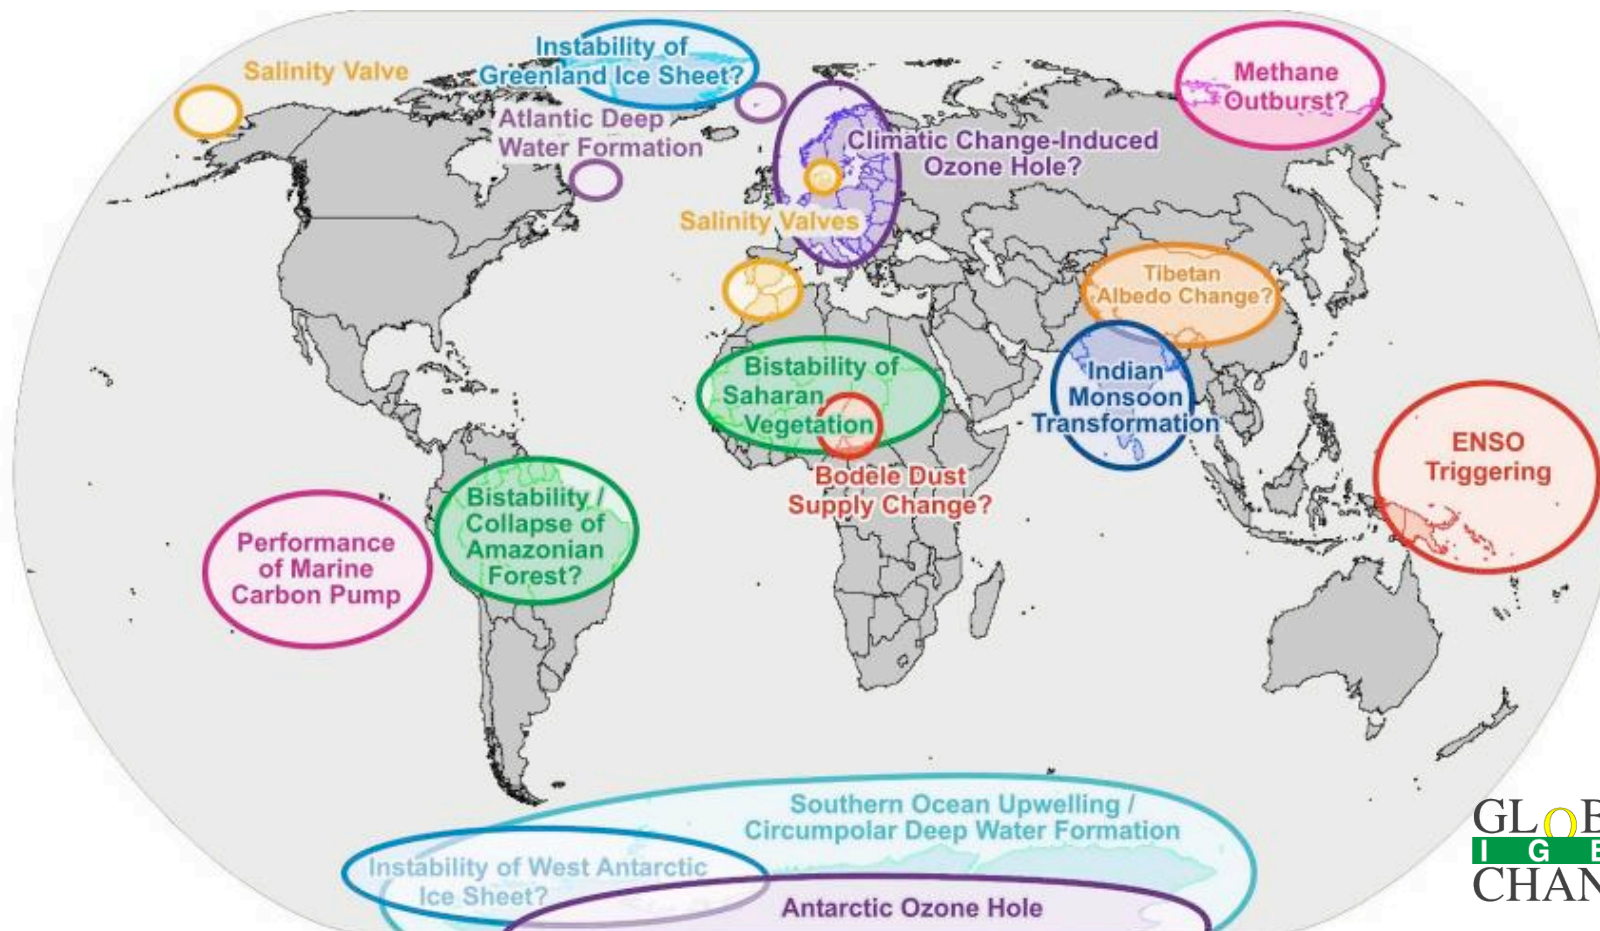 Instability of
Greenland Ice Sheet?
Salinity Valve
Methane
Outburst?
Atlantic Deep
Water Formation
Climatic Change-Induced
Ozone Hole?
Salinity Valves
Tibetan
Albedo Change?
Bistability of
Saharan
Vegetation
Indian
Monsoon
Transformation
Bodele Dust
Supply Change?
ENSO
Triggering
Bistability /
Collapse of
Amazonian
Forest?
Performance
of Marine
Carbon Pump
Southern Ocean Upwelling /
Circumpolar Deep Water Formation
Instability of West Antarctic
Ice Sheet?
Antarctic Ozone Hole
GLOB
I G B
CHAN